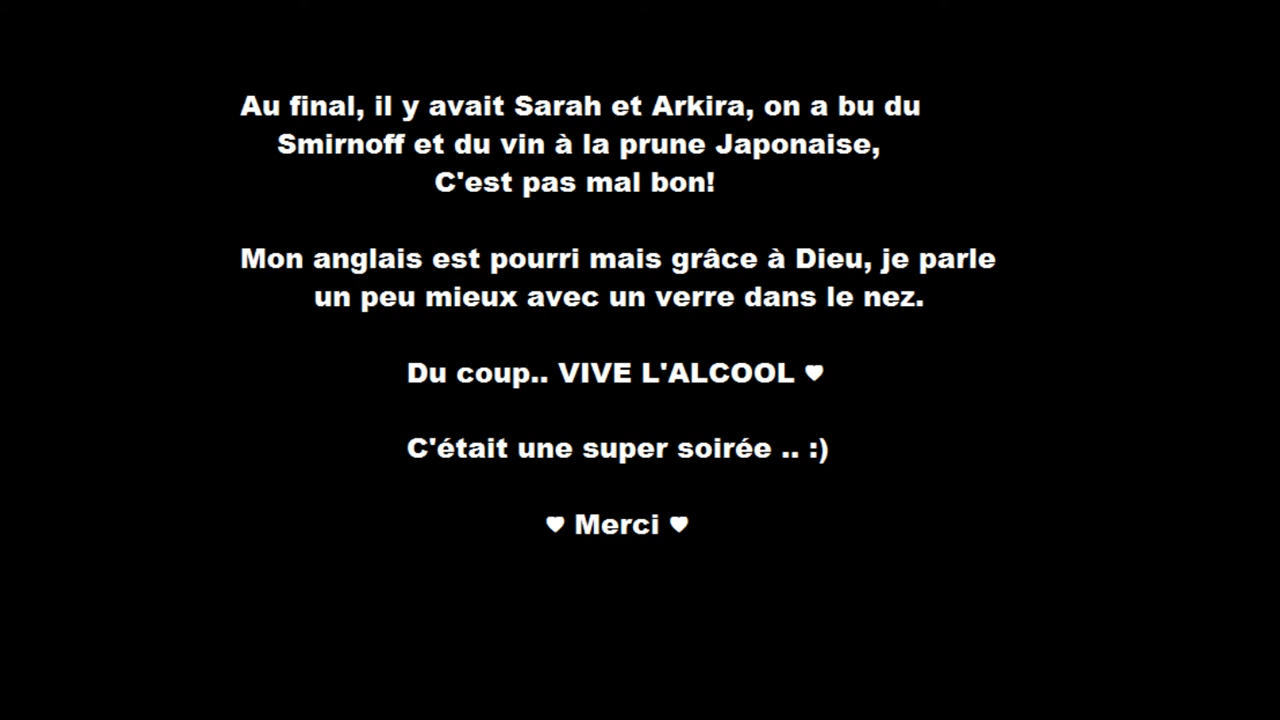 Au final, il y avait Sarah et Arkira, on a bu du
Smirnoff et du vin à la prune Japonaise,
C'est pas mal bon!
Mon anglais est pourri mais grâce à Dieu, je parle
un peu mieux avec un verre dans le nez.
Du coup.. VIVE L'ALCOOL ♥
C'était une super soirée .. :)
♥ Merci ♥